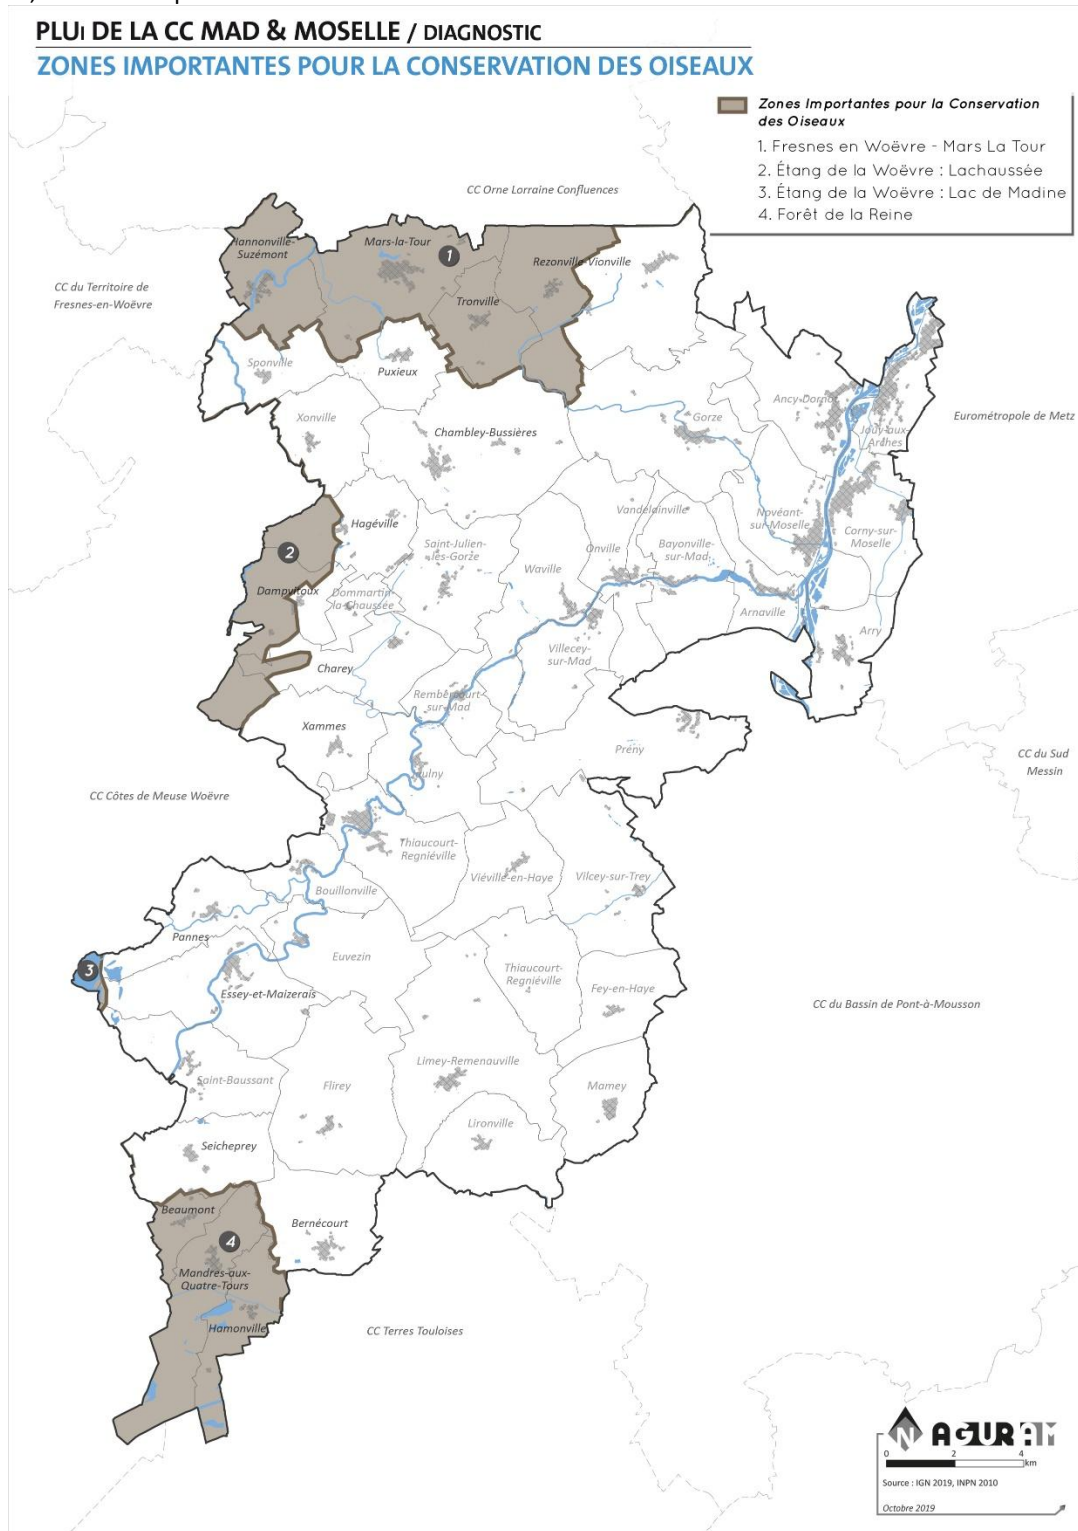 PLUi DE LA CC MAD & MOSELLE / DIAGNOSTIC
ZONES IMPORTANTES POUR LA CONSERVATION DES OISEAUX
Zones Importantes pour la Conservation
des Oiseaux
1. Fresnes en Woëvre - Mars La Tour
2. Étang de la Woëvre : Lachaussée
3. Étang de la Woëvre : Lac de Madine
4. Forêt de la Reine
CC Orne Lorraine Confluences
Hannonville-
Suzémont
Mars-la-Tour
1
Rezonville-Vionville
CC du Territoire de
Fresnes-en-Woëvre
Tronville
Sponville
Puxieux
Xonville
Chambley-Bussières
Gorze
Ancy-Dornot
Jouy-aux-
Arches
Eurométropole de Metz
Hagéville
Vandelainville
Novéant-
sur-Moselle
Corny-sur-
Moselle
2
Saint-Julien-
lès-Gorze
Onville
Bayonville-
sur-Mad
Waville
Dampvitoux
Dommartin-
la-Chaussée
Arnaville
Arry
Villecey-
sur-Mad
Charey
Rembercourt-
sur-Mad
Xammes
Prény
CC du Sud
Messin
Jaulny
CC Côtes de Meuse Woëvre
Thiaucourt-
Regniéville
Viéville-en-Haye
Vilcey-sur-Trey
Bouillonville
Pannes
Euvezin
3
Thiaucourt-
Regniéville
Fey-en-Haye
Essey-et-Maizerais
CC du Bassin de Pont-à-Mousson
Limey-Remenauville
Saint-Baussant
Flirey
Mamey
Lironville
Seicheprey
Beaumont
Bernécourt
4
Mandres-aux-
Quatre-Tours
Hamonville
CC Terres Touloises
N
AGURAM
0 2 4
km
Source : IGN 2019, INPN 2010
Octobre 2019